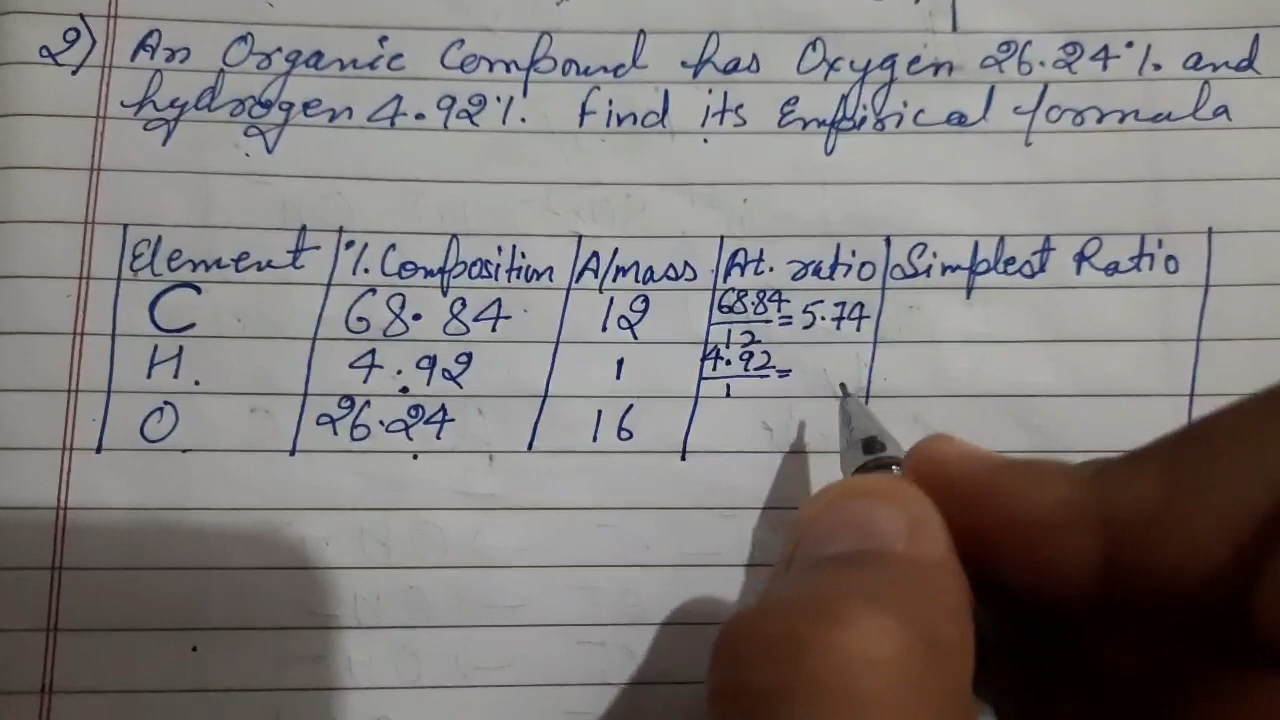 2) An Organic Compound has Oxygen 26.24% and
hydrogen 4.92%. Find its Empirical formula
Element %Composition A/mass At. ratio Simplest Ratio
C 68.84 12 68.84/12 = 5.74
H. 4.92 1 4.92/1 =
O 26.24 16